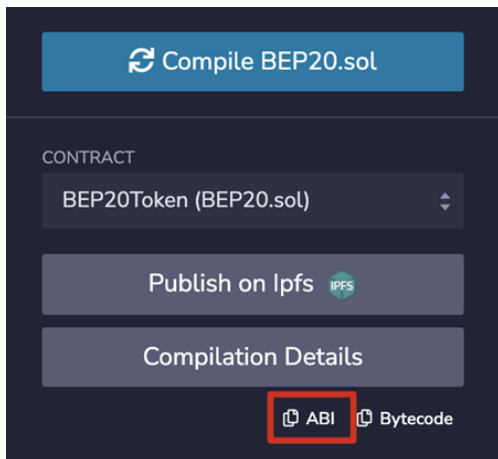 Compile BEP20.sol
CONTRACT
BEP20Token (BEP20.sol)
Publish on Ipfs IPFS
Compilation Details
ABI Bytecode